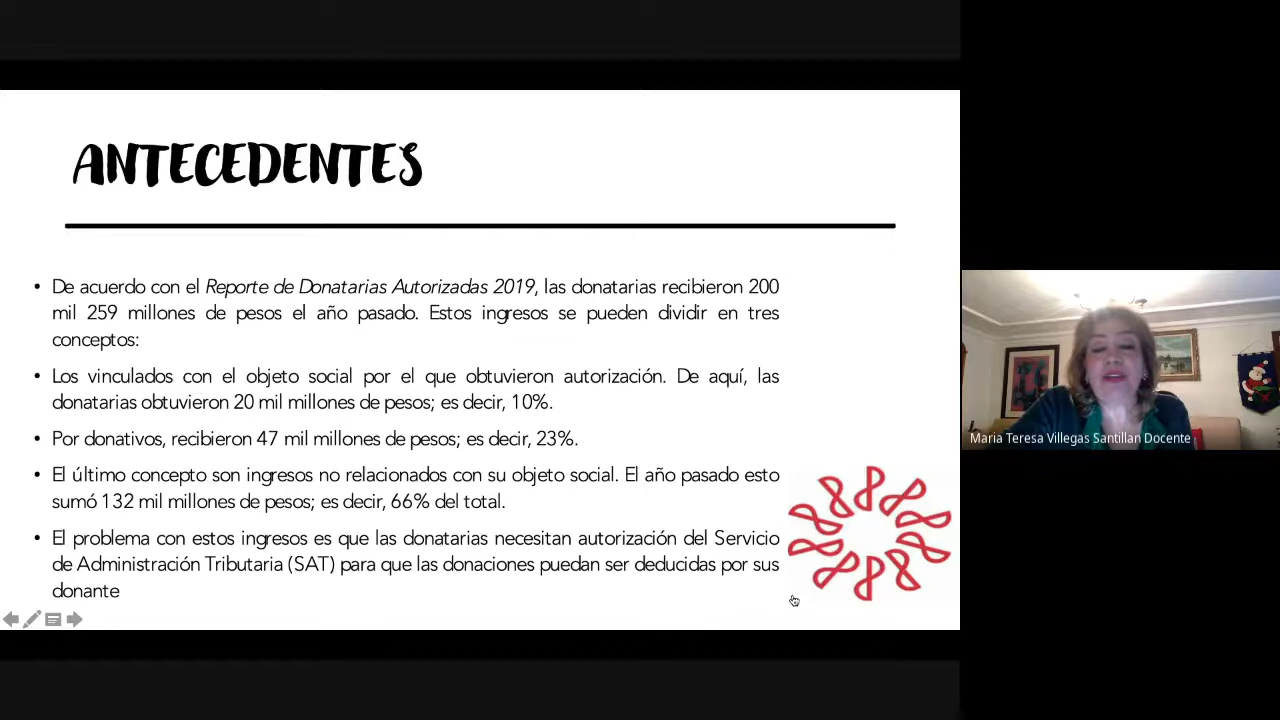 ANTECEDENTES
• De acuerdo con el Reporte de Donatarias Autorizadas 2019, las donatarias recibieron 200
mil 259 millones de pesos el año pasado. Estos ingresos se pueden dividir en tres
conceptos:
• Los vinculados con el objeto social por el que obtuvieron autorización. De aquí, las
donatarias obtuvieron 20 mil millones de pesos; es decir, 10%.
• Por donativos, recibieron 47 mil millones de pesos; es decir, 23%.
• El último concepto son ingresos no relacionados con su objeto social. El año pasado esto
sumó 132 mil millones de pesos; es decir, 66% del total.
• El problema con estos ingresos es que las donatarias necesitan autorización del Servicio
de Administración Tributaria (SAT) para que las donaciones puedan ser deducidas por sus
donante
Maria Teresa Villegas Santillan Docente